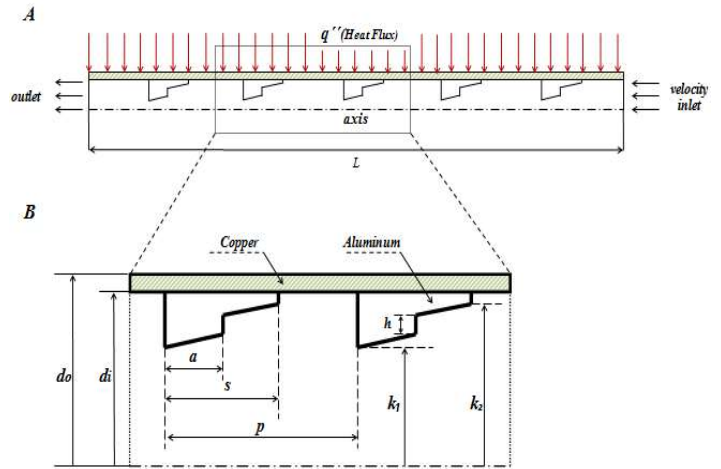 A
q´´(Heat Flux)
outlet
velocity
inlet
axis
L
B
Copper
Aluminum
h
a
do
di
s
k1
k2
p